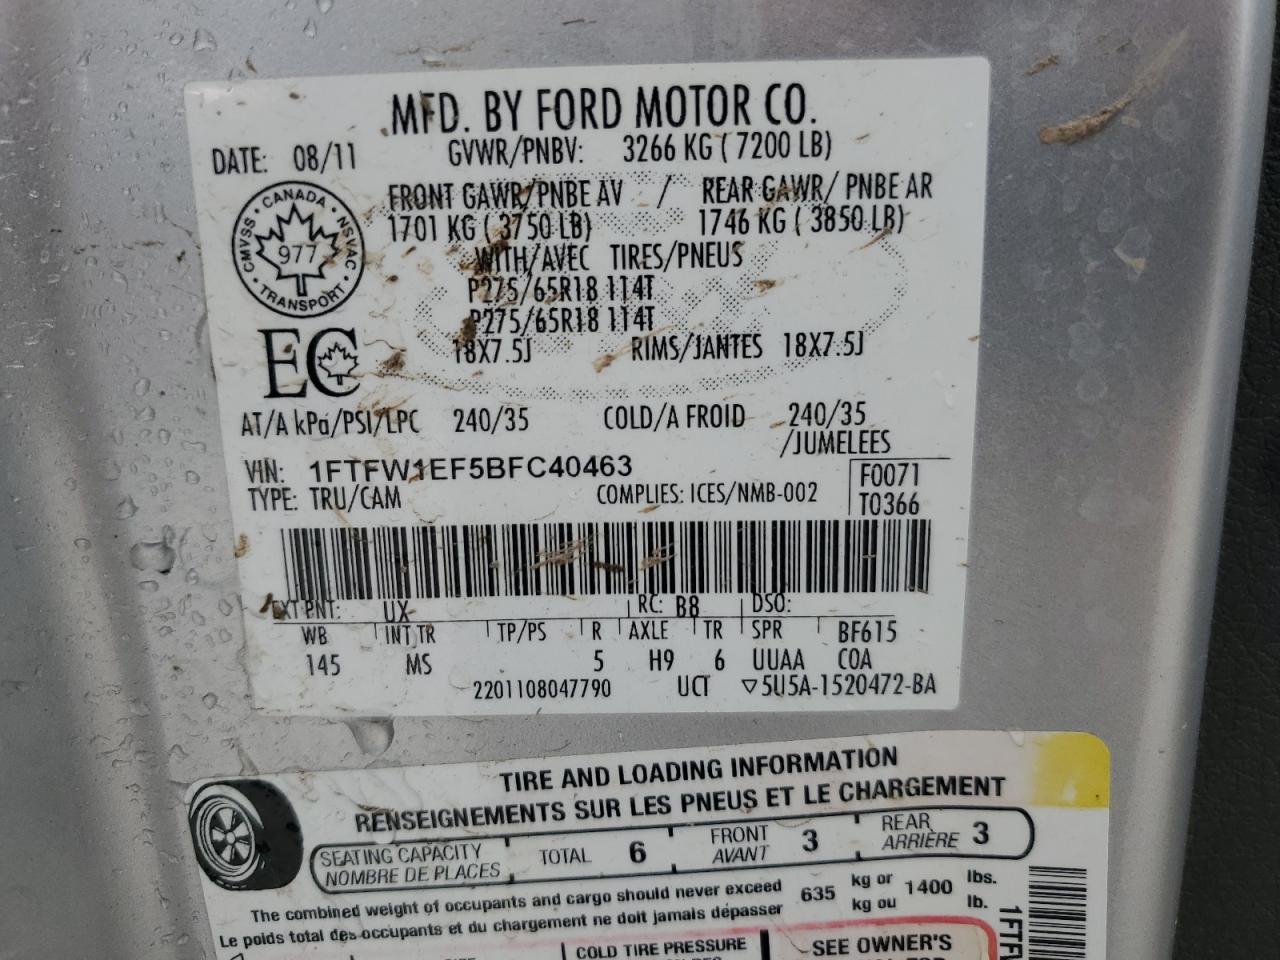 MFD. BY FORD MOTOR CO.
DATE: 08/11 GVWR/PNBV: 3266 KG ( 7200 LB)
FRONT GAWR/PNBE AV / REAR GAWR/ PNBE AR
1701 KG ( 3750 LB) 1746 KG ( 3850 LB)
WITH/AVEC TIRES/PNEUS
P275/65R18 114T
P275/65R18 114T
18X7.5J RIMS/JANTES 18X7.5J
CANADA
CMVSS 977 NSVAC
TRANSPORT
EC
AT/A kPa/PSI/LPC 240/35 COLD/A FROID 240/35
/JUMELEES
VIN: 1FTFW1EF5BFC40463 F0071
TYPE: TRU/CAM COMPLIES: ICES/NMB-002 T0366
EXT PNT: UX RC: B8 DSO:
WB INT TR TP/PS R AXLE TR SPR BF615
145 MS 5 H9 6 UUAA COA
2201108047790 UCT ▽5U5A-1520472-BA
TIRE AND LOADING INFORMATION
RENSEIGNEMENTS SUR LES PNEUS ET LE CHARGEMENT
SEATING CAPACITY
NOMBRE DE PLACES
TOTAL 6
FRONT
AVANT 3
REAR
ARRIÈRE 3
The combined weight of occupants and cargo should never exceed 635 kg or 1400 lbs.
Le poids total des occupants et du chargement ne doit jamais dépasser kg ou lb.
COLD TIRE PRESSURE
SEE OWNER'S
1FTF